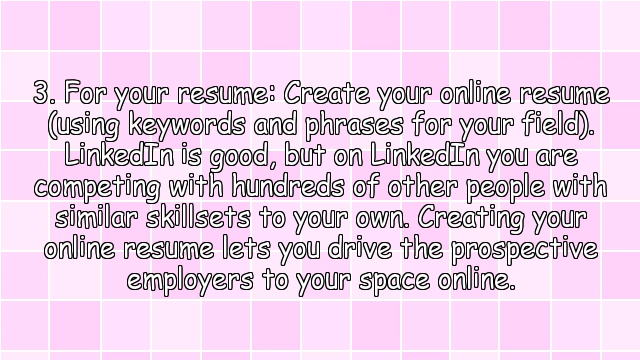 3. For your resume: Create your online resume
(using keywords and phrases for your field).
LinkedIn is good, but on LinkedIn you are
competing with hundreds of other people with
similar skillsets to your own. Creating your
online resume lets you drive the prospective
employers to your space online.